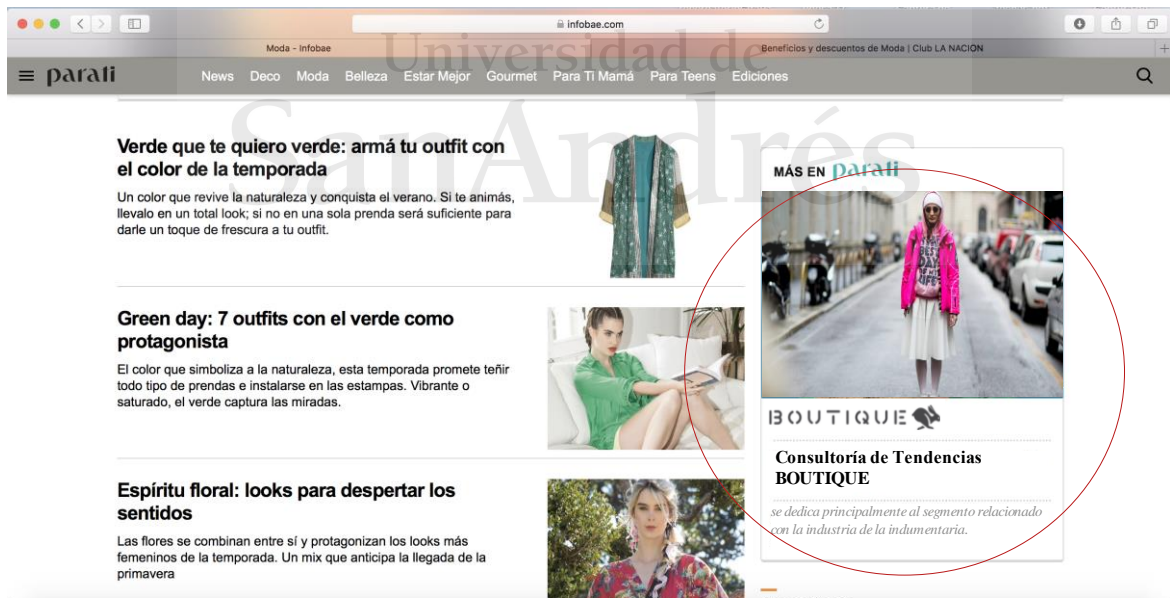 infobae.com
Moda - Infobae
Beneficios y descuentos de Moda | Club LA NACION
Universidad de
SanAndrés
parati
News Deco Moda Belleza Estar Mejor Gourmet Para Ti Mamá Para Teens Ediciones
Verde que te quiero verde: armá tu outfit con
el color de la temporada
Un color que revive la naturaleza y conquista el verano. Si te animás,
llevalo en un total look; si no en una sola prenda será suficiente para
darle un toque de frescura a tu outfit.
Green day: 7 outfits con el verde como
protagonista
El color que simboliza a la naturaleza, esta temporada promete teñir
todo tipo de prendas e instalarse en las estampas. Vibrante o
saturado, el verde captura las miradas.
Espíritu floral: looks para despertar los
sentidos
Las flores se combinan entre sí y protagonizan los looks más
femeninos de la temporada. Un mix que anticipa la llegada de la
primavera
MÁS EN parati
BOUTIQUE
Consultoría de Tendencias
BOUTIQUE
se dedica principalmente al segmento relacionado
con la industria de la indumentaria.